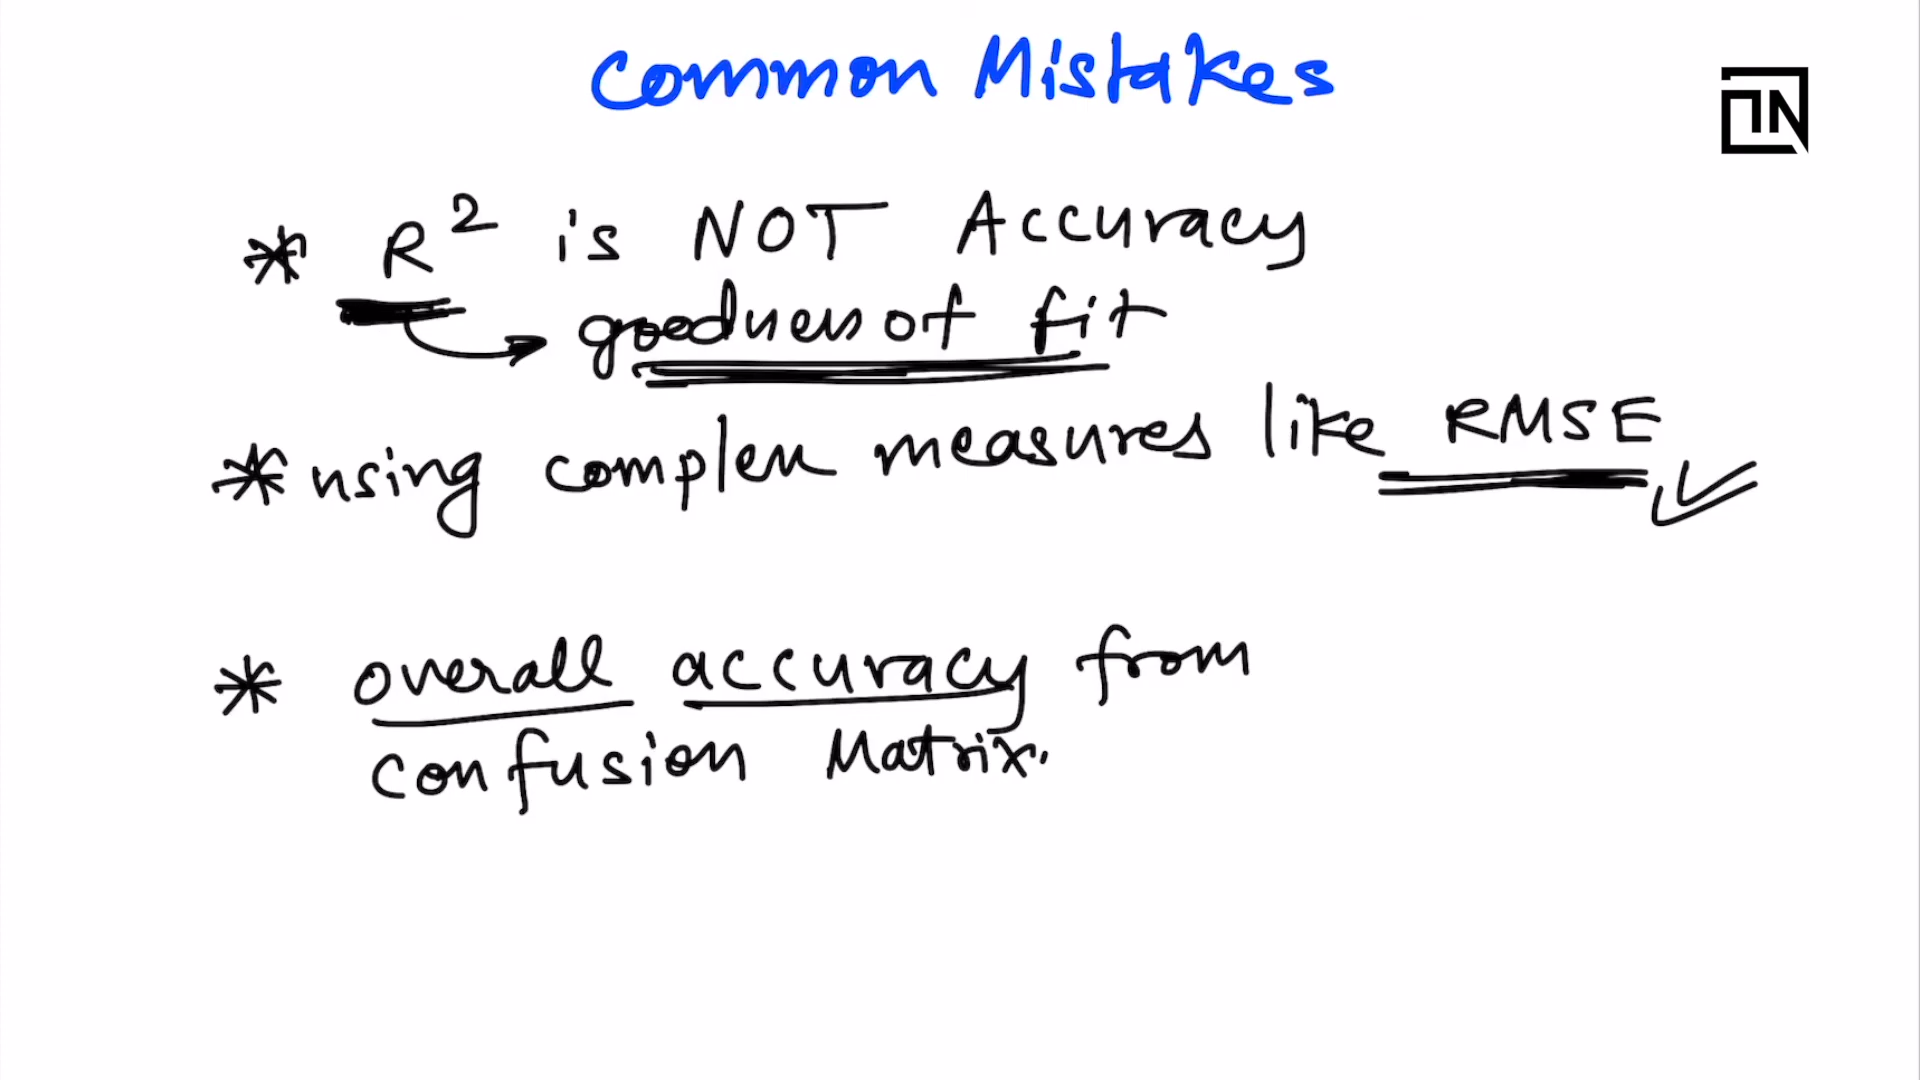 Common Mistakes
* R² is NOT Accuracy
goodness of fit
* using complex measures like RMSE
* overall accuracy from
confusion Matrix.